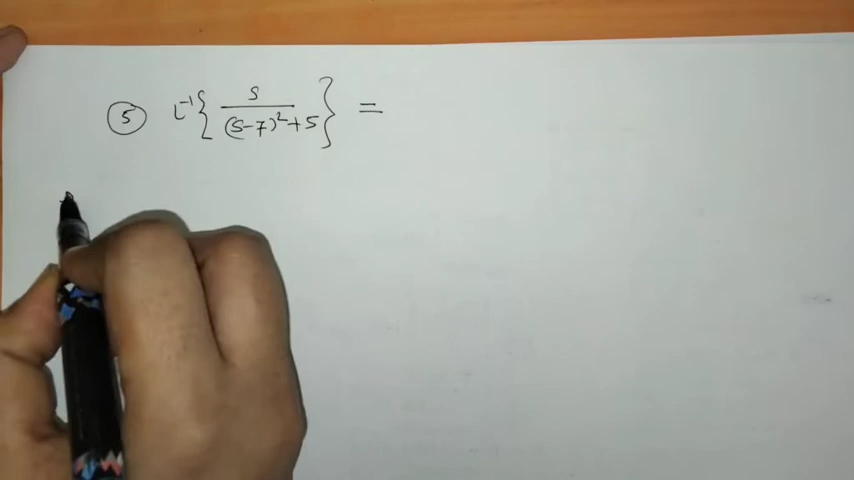 ⑤ L⁻¹{ s / ((s-7)²+5) } =